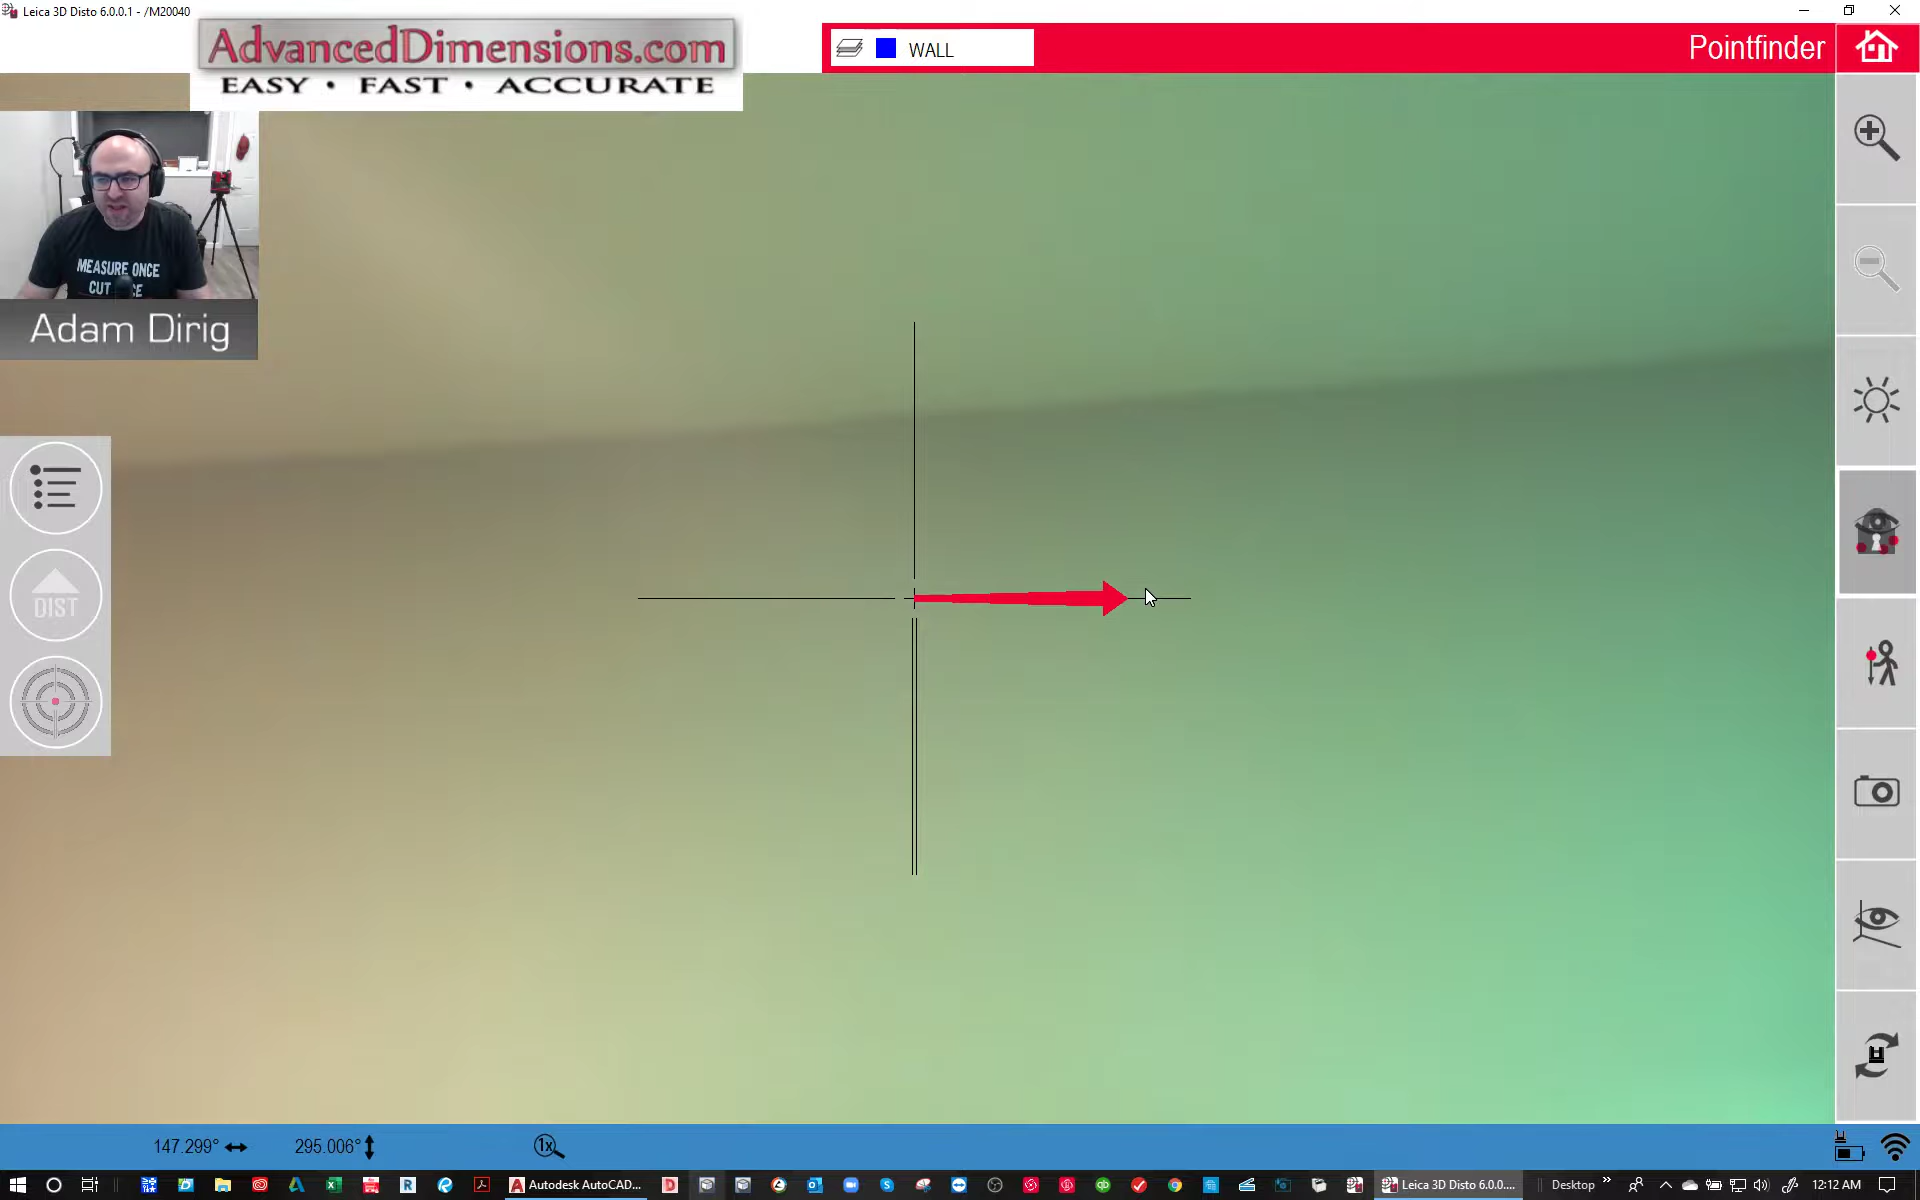 Leica 3D Disto 6.0.0.1 - /M20040
AdvancedDimensions.com
EASY • FAST • ACCURATE
WALL
Pointfinder
MEASURE ONCE
CUT
Adam Dirig
DIST
147.299°
295.006°
1x
Autodesk AutoCAD...
Leica 3D Disto 6.0.0....
Desktop
12:12 AM